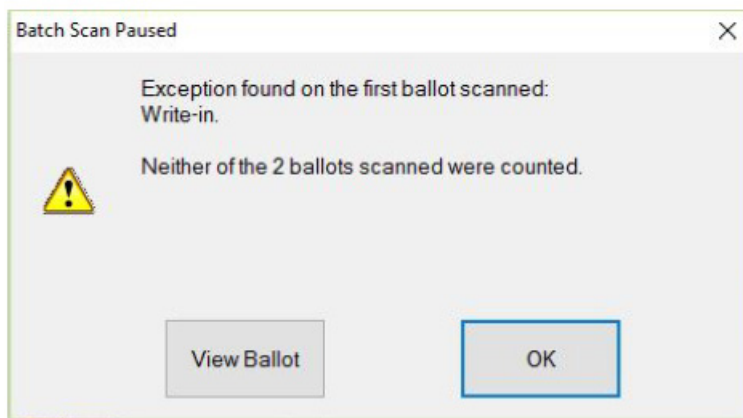 Batch Scan Paused
Exception found on the first ballot scanned:
Write-in.
Neither of the 2 ballots scanned were counted.
View Ballot
OK